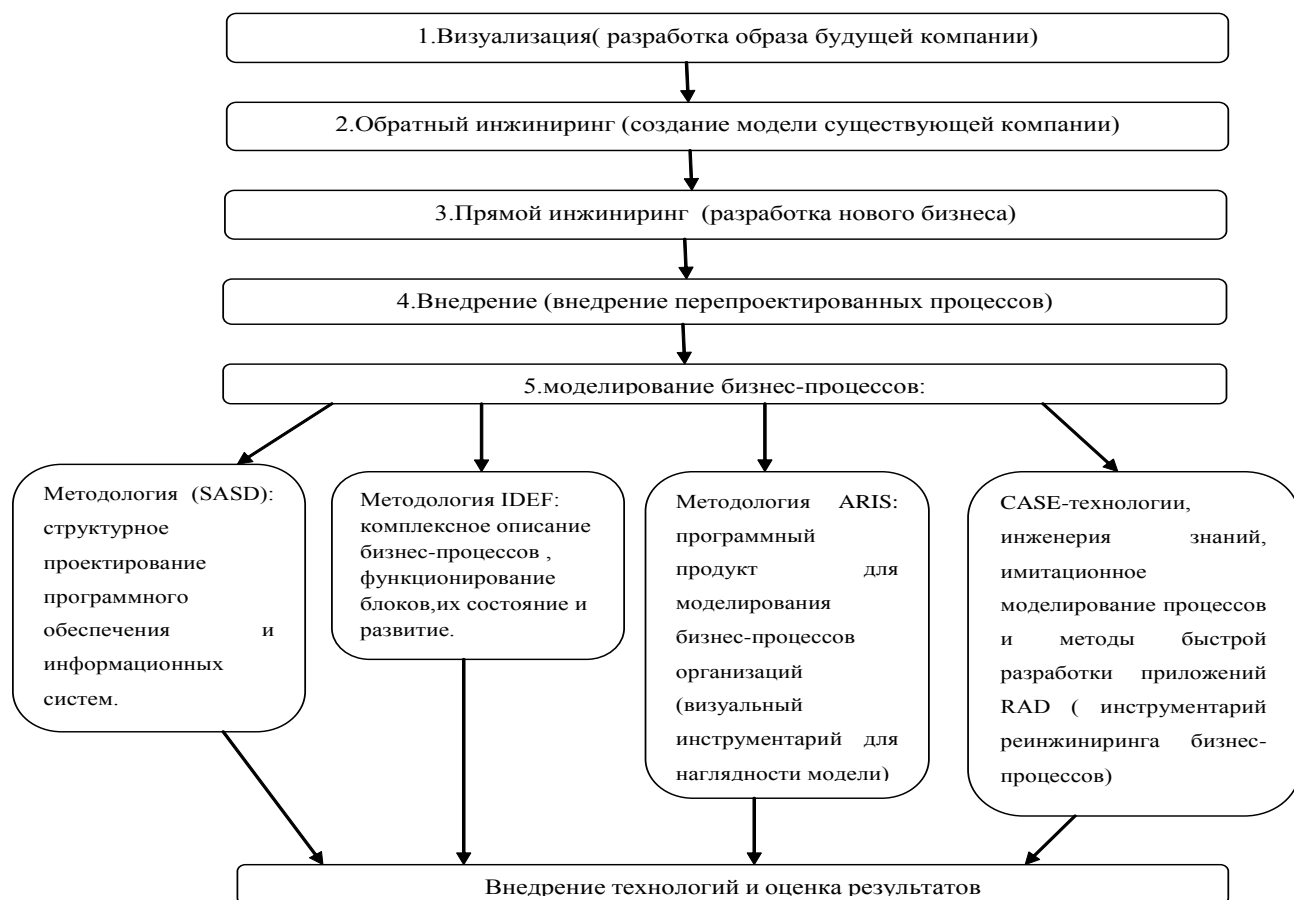 1.Визуализация( разработка образа будущей компании)
2.Обратный инжиниринг (создание модели существующей компании)
3.Прямой инжиниринг (разработка нового бизнеса)
4.Внедрение (внедрение перепроектированных процессов)
5.моделирование бизнес-процессов:
Методология (SASD):
структурное
проектирование
программного
обеспечения и
информационных
систем.
Методология IDEF:
комплексное описание
бизнес-процессов ,
функционирование
блоков,их состояние и
развитие.
Методология ARIS:
программный
продукт для
моделирования
бизнес-процессов
организаций
(визуальный
инструментарий для
наглядности модели)
CASE-технологии,
инженерия знаний,
имитационное
моделирование процессов
и методы быстрой
разработки приложений
RAD ( инструментарий
реинжиниринга бизнес-
процессов)
Внедрение технологий и оценка результатов